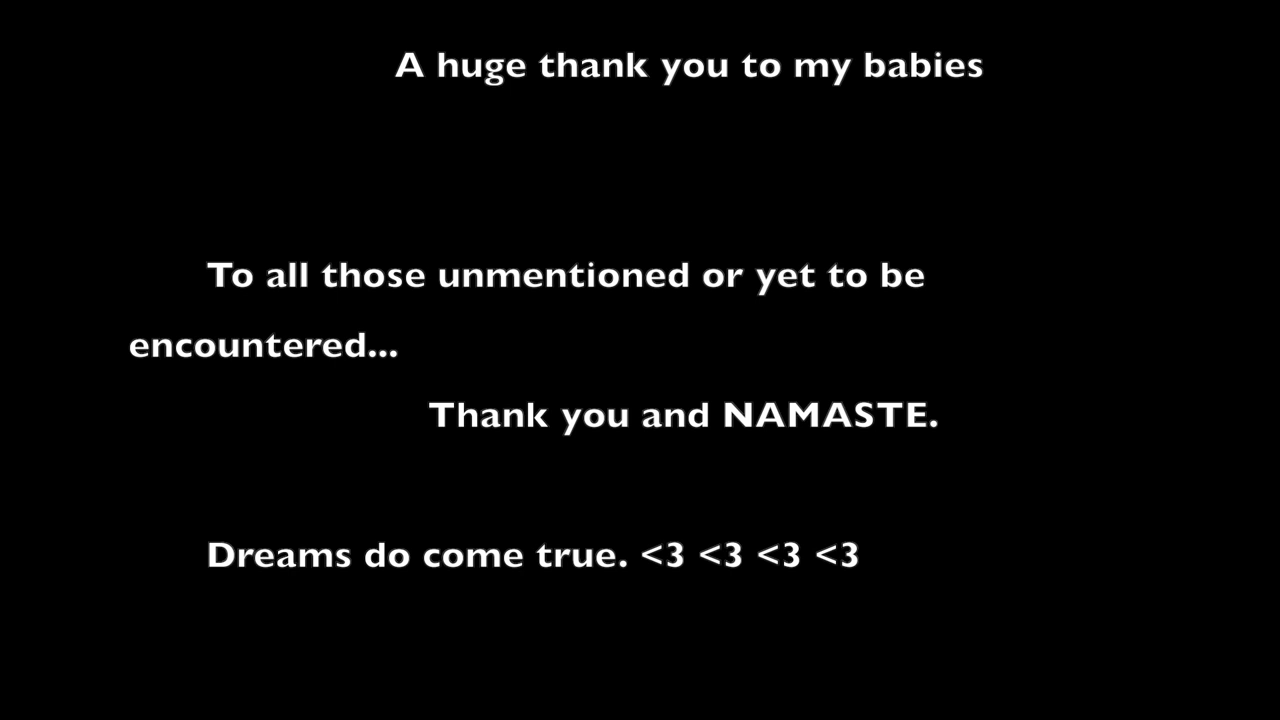 A huge thank you to my babies
To all those unmentioned or yet to be
encountered...
Thank you and NAMASTE.
Dreams do come true. <3 <3 <3 <3